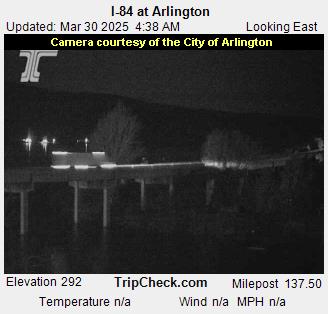 I-84 at Arlington
Updated: Mar 30 2025 4:38 AM Looking East
Camera courtesy of the City of Arlington
Elevation 292 TripCheck.com Milepost 137.50
Temperature n/a Wind n/a MPH n/a